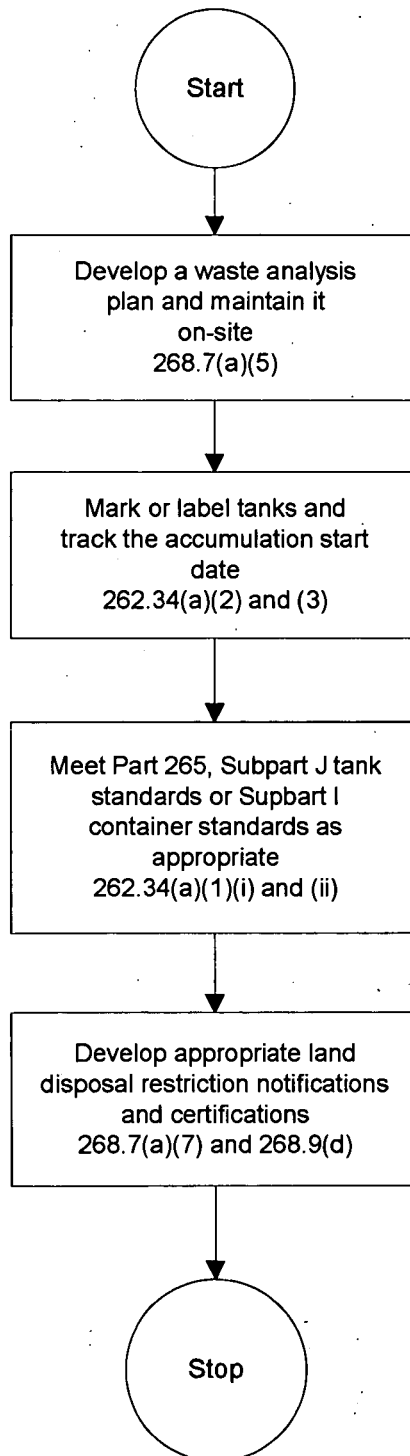 Start
Develop a waste analysis
plan and maintain it
on-site
268.7(a)(5)
Mark or label tanks and
track the accumulation start
date
262.34(a)(2) and (3)
Meet Part 265, Subpart J tank
standards or Supbart I
container standards as
appropriate
262.34(a)(1)(i) and (ii)
Develop appropriate land
disposal restriction notifications
and certifications
268.7(a)(7) and 268.9(d)
Stop